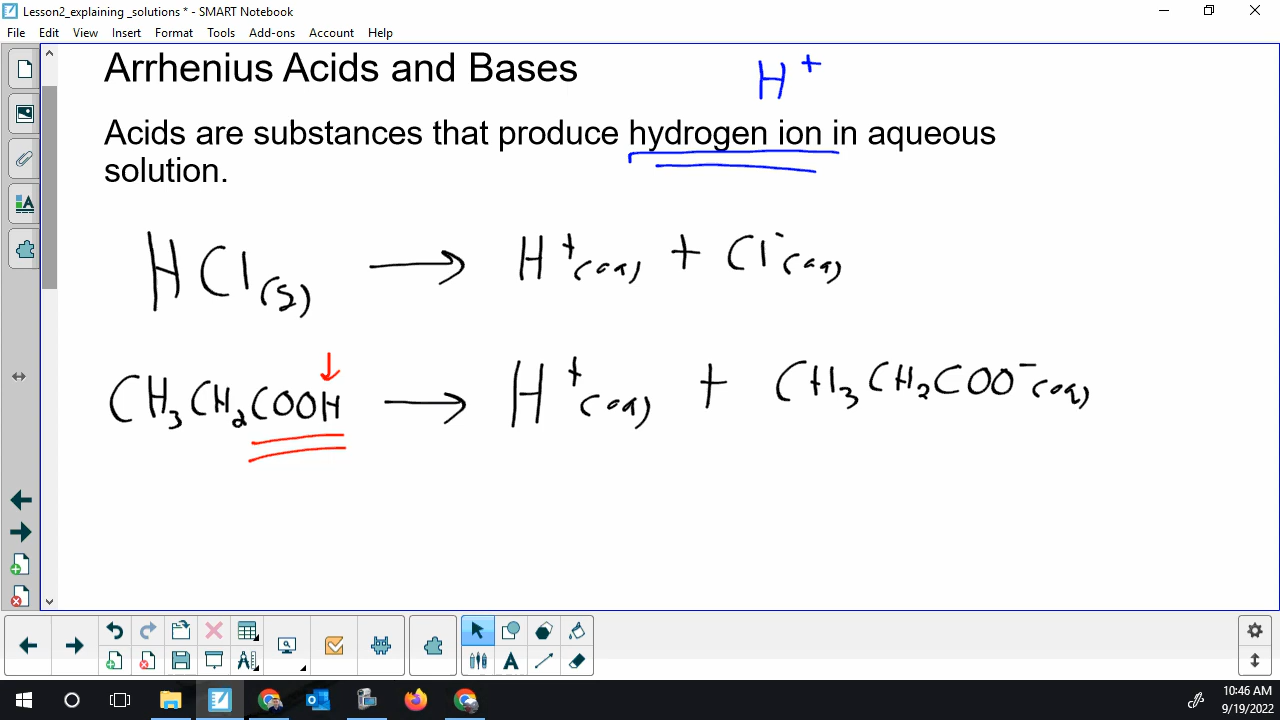 Lesson2_explaining _solutions * - SMART Notebook
File Edit View Insert Format Tools Add-ons Account Help
Arrhenius Acids and Bases
H⁺
Acids are substances that produce hydrogen ion in aqueous
solution.
HCl(s) → H⁺(aq) + Cl⁻(aq)
CH₃CH₂COOH → H⁺(aq) + CH₃CH₂COO⁻(aq)
10:46 AM
9/19/2022